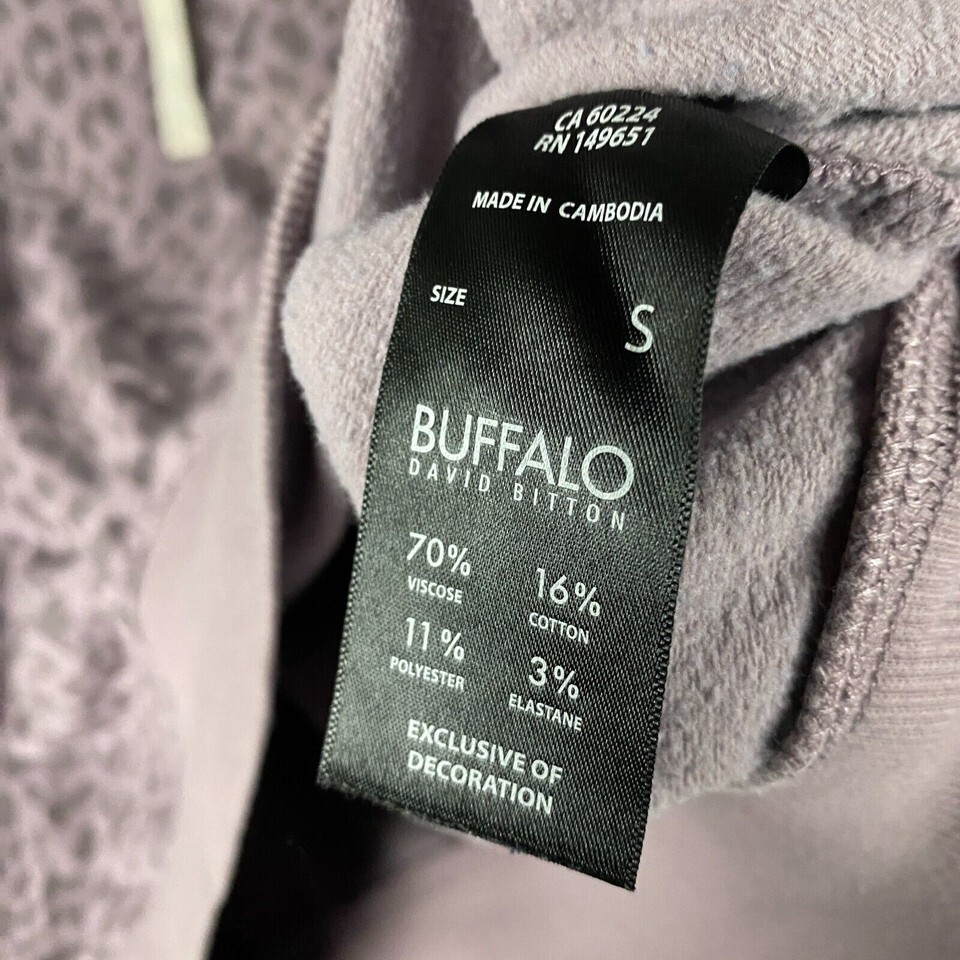 CA 60224
RN 149651
MADE IN CAMBODIA
SIZE
S
BUFFALO
DAVID BITTON
70%
VISCOSE
16%
COTTON
11%
POLYESTER
3%
ELASTANE
EXCLUSIVE OF
DECORATION